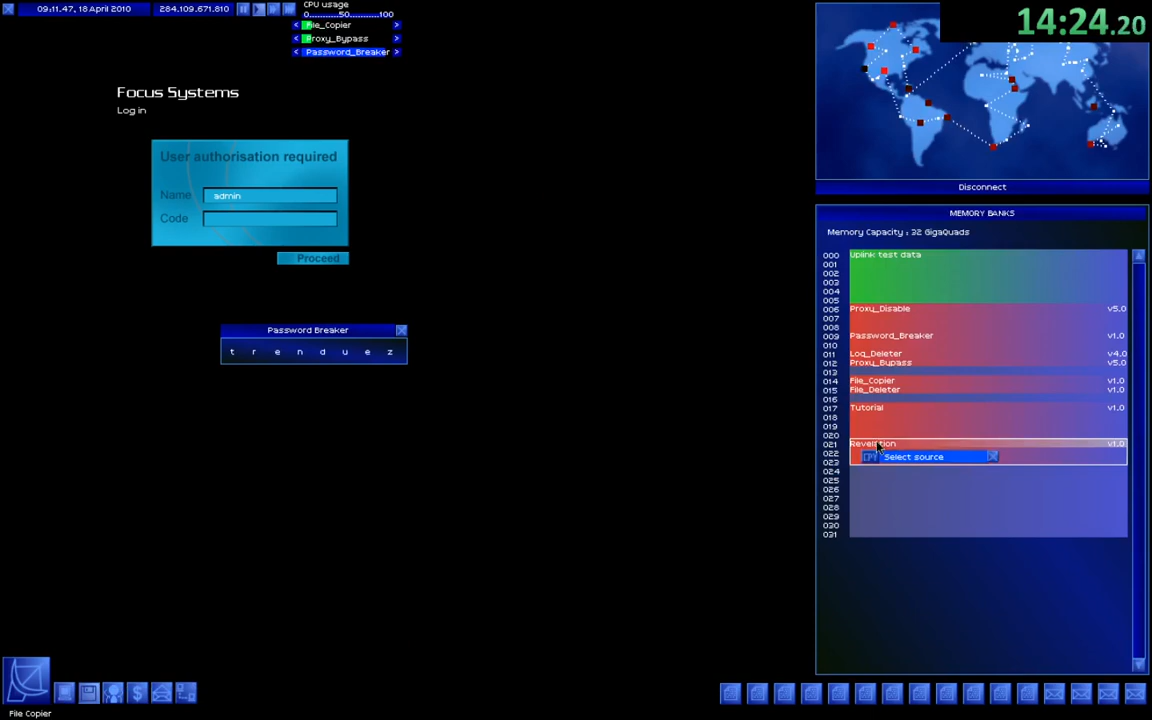 09:11.47, 18 April 2010
284.109.671.810
CPU usage
0.........50.........100
File_Copier
Proxy_Bypass
Password_Breaker
14:24.20
Focus Systems
Log in
User authorisation required
Name admin
Code
Proceed
Password Breaker
t r e n d u e z
Disconnect
MEMORY BANKS
Memory Capacity : 32 GigaQuads
000 Uplink test data
001
002
003
004
005
006 Proxy_Disable v5.0
007
008
009 Password_Breaker v1.0
010
011 Log_Deleter v4.0
012 Proxy_Bypass v5.0
013
014 File_Copier v1.0
015 File_Deleter v1.0
016
017 Tutorial v1.0
018
019
020
021 Revelation v1.0
022 CPY Select source
023
024
025
026
027
028
029
030
031
File Copier